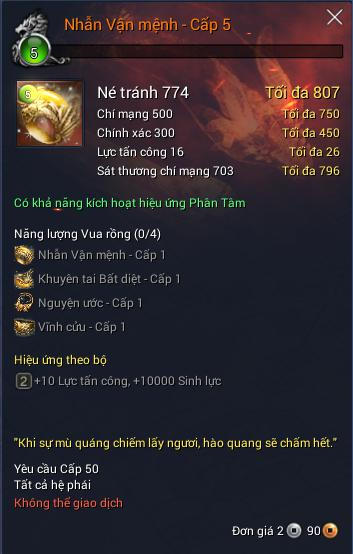 Nhẫn Vận mệnh - Cấp 5
5
6
Né tránh 774 Tối đa 807
Chí mạng 500 Tối đa 750
Chính xác 300 Tối đa 450
Lực tấn công 16 Tối đa 26
Sát thương chí mạng 703 Tối đa 796
Có khả năng kích hoạt hiệu ứng Phần Tàm
Năng lượng Vua rồng (0/4)
Nhẫn Vận mệnh - Cấp 1
Khuyên tai Bất diệt - Cấp 1
Nguyện ước - Cấp 1
Vĩnh cửu - Cấp 1
Hiệu ứng theo bộ
2 +10 Lực tấn công, +10000 Sinh lực
"Khi sự mù quáng chiếm lấy ngươi, hào quang sẽ chấm hết."
Yêu cầu Cấp 50
Tất cả hệ phái
Không thể giao dịch
Đơn giá 2 90